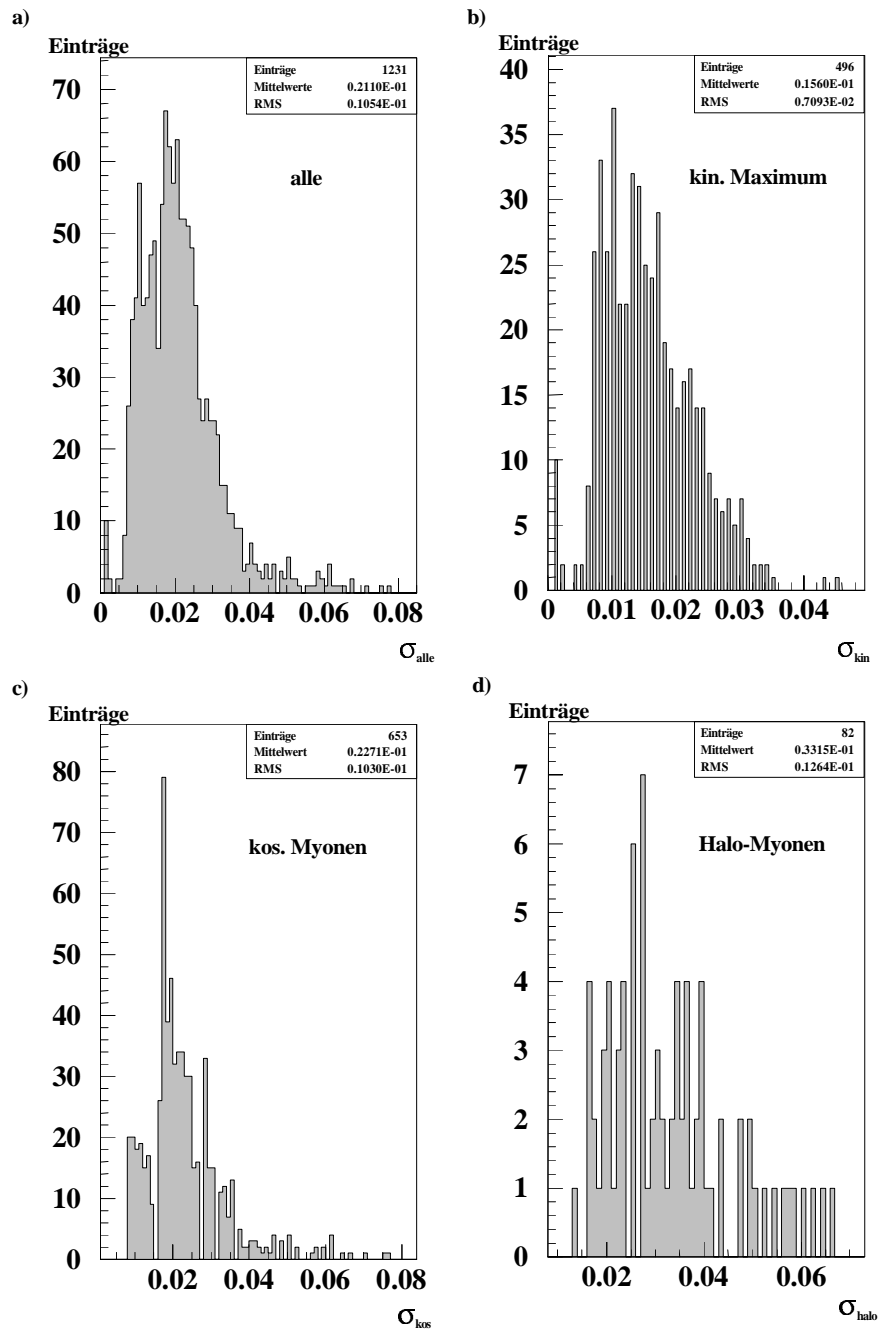 a)
Einträge
Einträge 1231
Mittelwerte 0.2110E-01
RMS 0.1054E-01
alle
70
60
50
40
30
20
10
0
0 0.02 0.04 0.06 0.08
σalle
b)
Einträge
Einträge 496
Mittelwerte 0.1560E-01
RMS 0.7093E-02
kin. Maximum
40
35
30
25
20
15
10
5
0
0 0.01 0.02 0.03 0.04
σkin
c)
Einträge
Einträge 653
Mittelwert 0.2271E-01
RMS 0.1030E-01
kos. Myonen
80
70
60
50
40
30
20
10
0
0.02 0.04 0.06 0.08
σkos
d)
Einträge
Einträge 82
Mittelwert 0.3315E-01
RMS 0.1264E-01
Halo-Myonen
7
6
5
4
3
2
1
0
0.02 0.04 0.06
σhalo